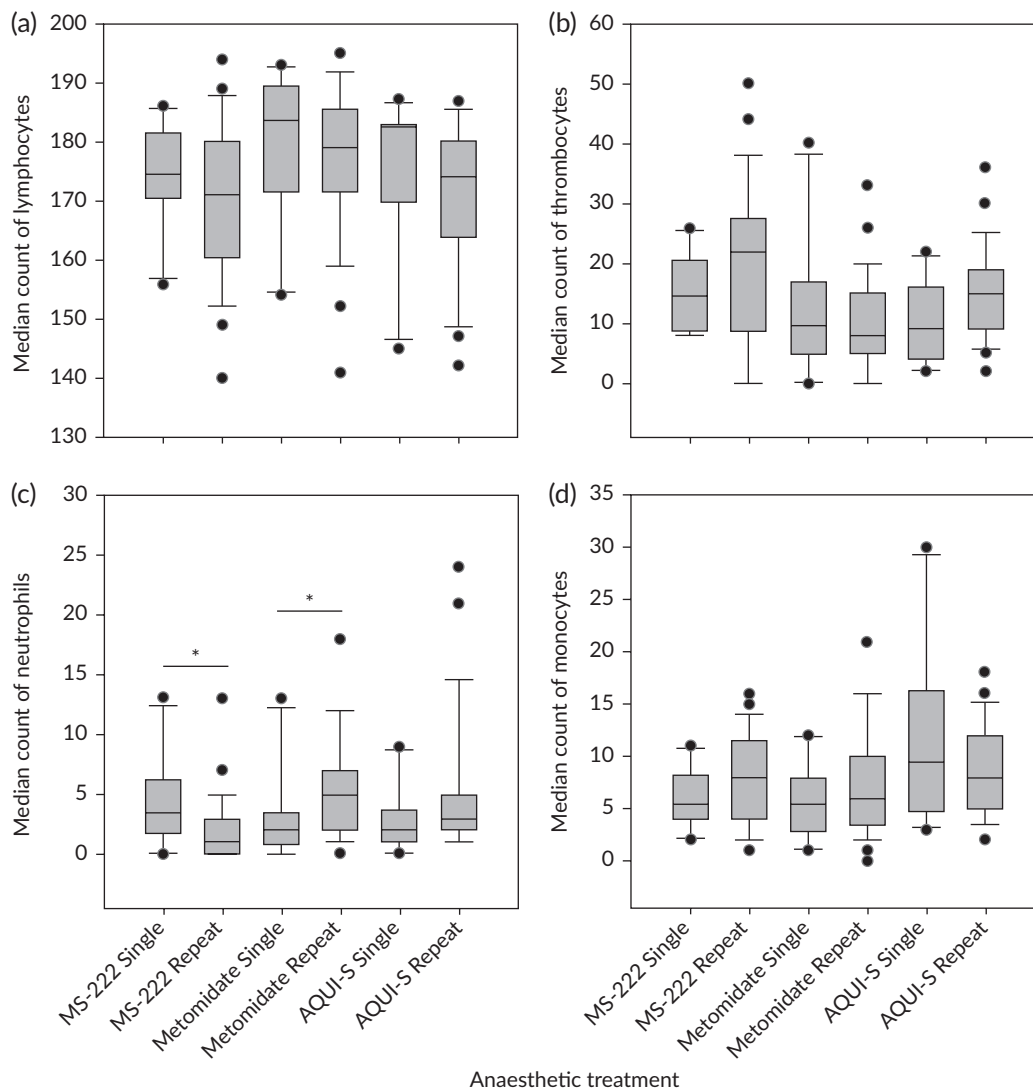 (a)
Median count of lymphocytes
200
190
180
170
160
150
140
130
(b)
Median count of thrombocytes
60
50
40
30
20
10
0
(c)
Median count of neutrophils
30
25
20
15
10
5
0
*
*
MS-222 Single
MS-222 Repeat
Metomidate Single
Metomidate Repeat
AQUI-S Single
AQUI-S Repeat
(d)
Median count of monocytes
35
30
25
20
15
10
5
0
MS-222 Single
MS-222 Repeat
Metomidate Single
Metomidate Repeat
AQUI-S Single
AQUI-S Repeat
Anaesthetic treatment